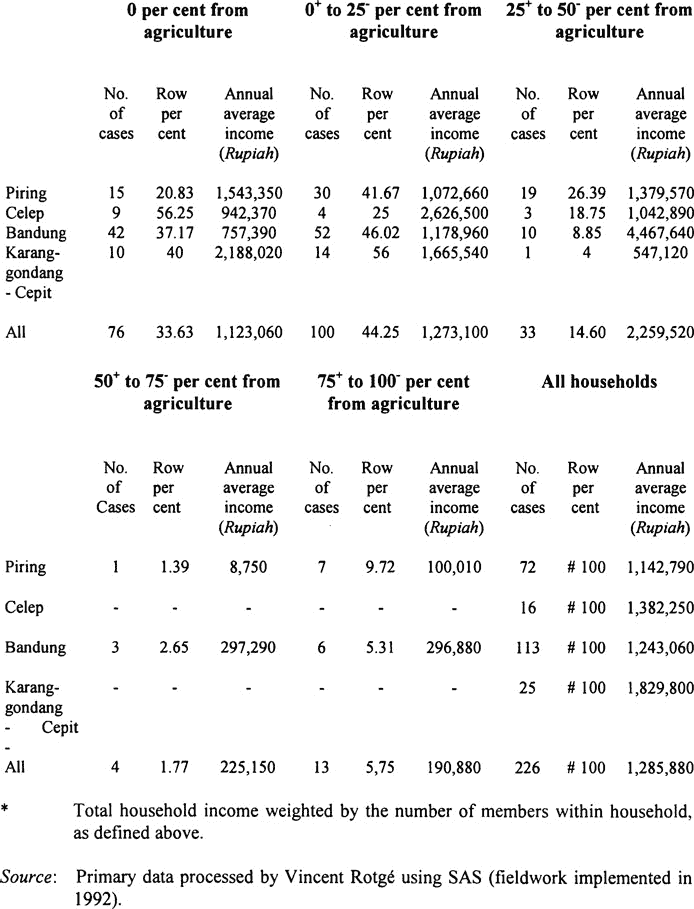 0 per cent from agriculture 0+ to 25- per cent from agriculture 25+ to 50- per cent from agriculture
No. of cases Row per cent Annual average income (Rupiah) No. of cases Row per cent Annual average income (Rupiah) No. of cases Row per cent Annual average income (Rupiah)
Piring 15 20.83 1,543,350 30 41.67 1,072,660 19 26.39 1,379,570
Celep 9 56.25 942,370 4 25 2,626,500 3 18.75 1,042,890
Bandung 42 37.17 757,390 52 46.02 1,178,960 10 8.85 4,467,640
Karang- 10 40 2,188,020 14 56 1,665,540 1 4 547,120
gondang
- Cepit
All 76 33.63 1,123,060 100 44.25 1,273,100 33 14.60 2,259,520
50+ to 75- per cent from agriculture 75+ to 100- per cent from agriculture All households
No. of Cases Row per cent Annual average income (Rupiah) No. of cases Row per cent Annual average income (Rupiah) No. of cases Row per cent Annual average income (Rupiah)
Piring 1 1.39 8,750 7 9.72 100,010 72 # 100 1,142,790
Celep - - - - - - 16 # 100 1,382,250
Bandung 3 2.65 297,290 6 5.31 296,880 113 # 100 1,243,060
Karang- - - - - - - 25 # 100 1,829,800
gondang
- Cepit
-
All 4 1.77 225,150 13 5,75 190,880 226 # 100 1,285,880
* Total household income weighted by the number of members within household,
as defined above.
Source: Primary data processed by Vincent Rotgé using SAS (fieldwork implemented in
1992).